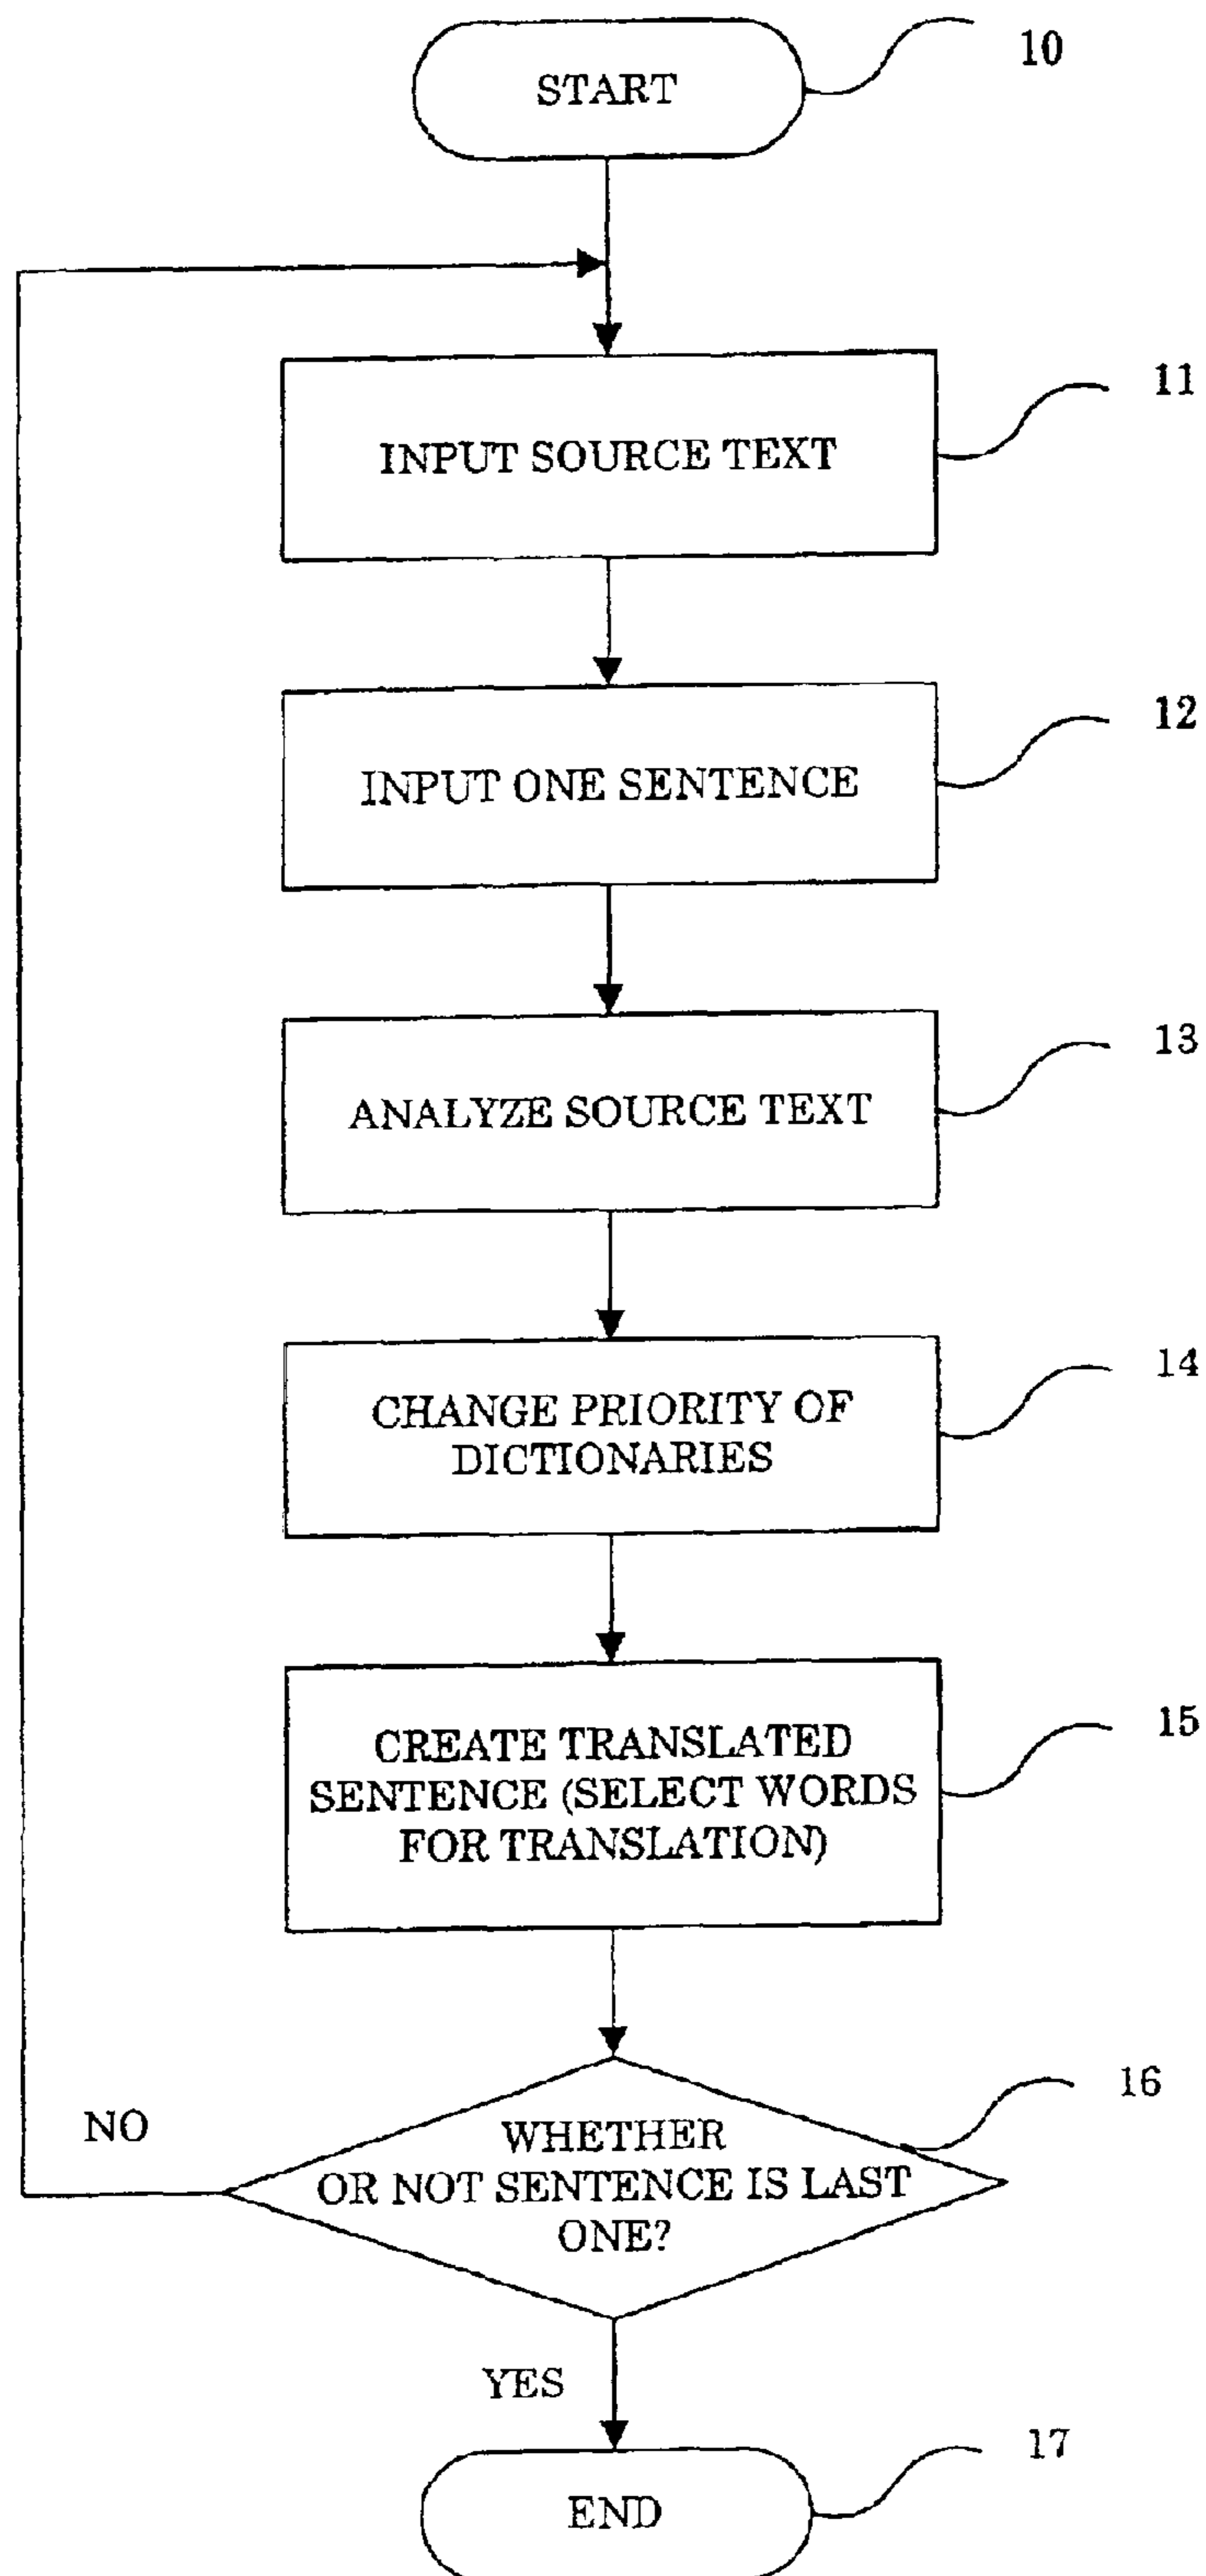 START
10
INPUT SOURCE TEXT
11
INPUT ONE SENTENCE
12
ANALYZE SOURCE TEXT
13
CHANGE PRIORITY OF
DICTIONARIES
14
CREATE TRANSLATED
SENTENCE (SELECT WORDS
FOR TRANSLATION)
15
WHETHER
OR NOT SENTENCE IS LAST
ONE?
16
NO
YES
END
17